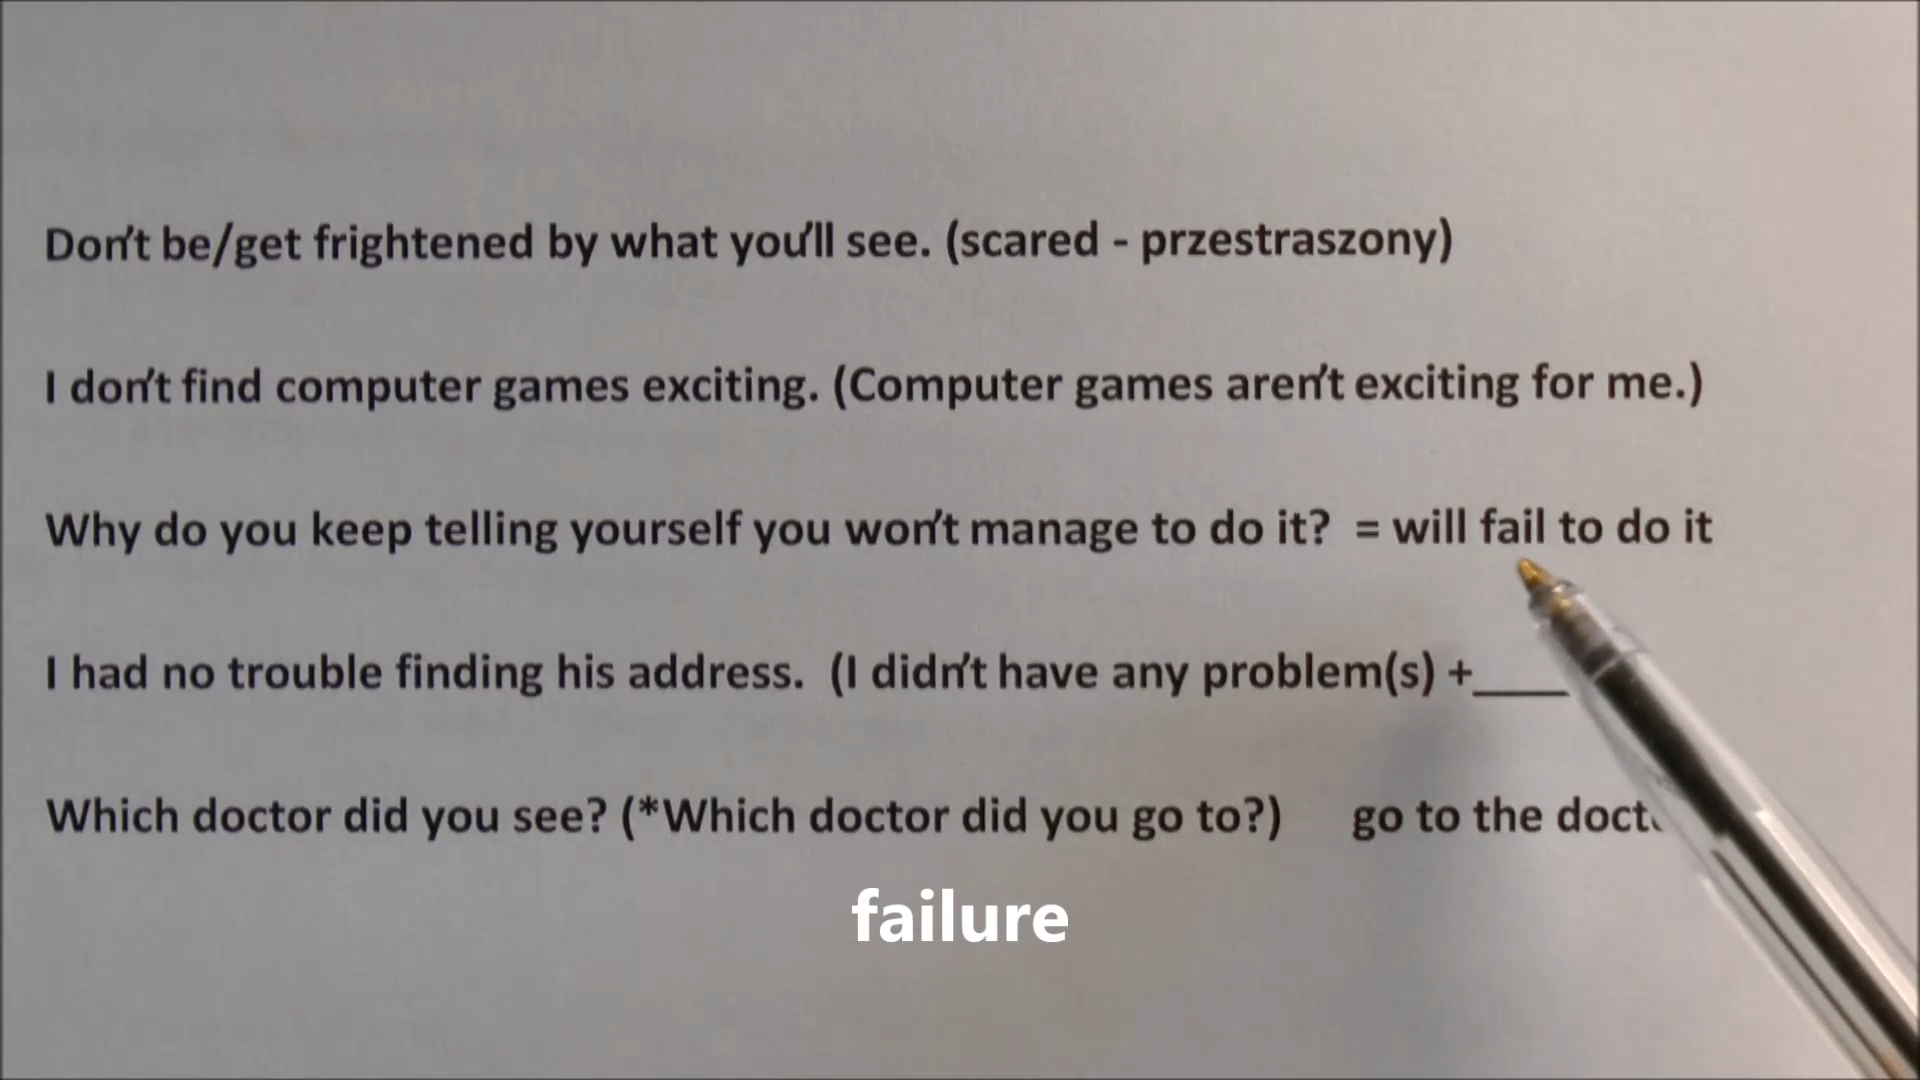 Don't be/get frightened by what you'll see. (scared - przestraszony)
I don't find computer games exciting. (Computer games aren't exciting for me.)
Why do you keep telling yourself you won't manage to do it? = will fail to do it
I had no trouble finding his address. (I didn't have any problem(s) +____
Which doctor did you see? (*Which doctor did you go to?) go to the
failure